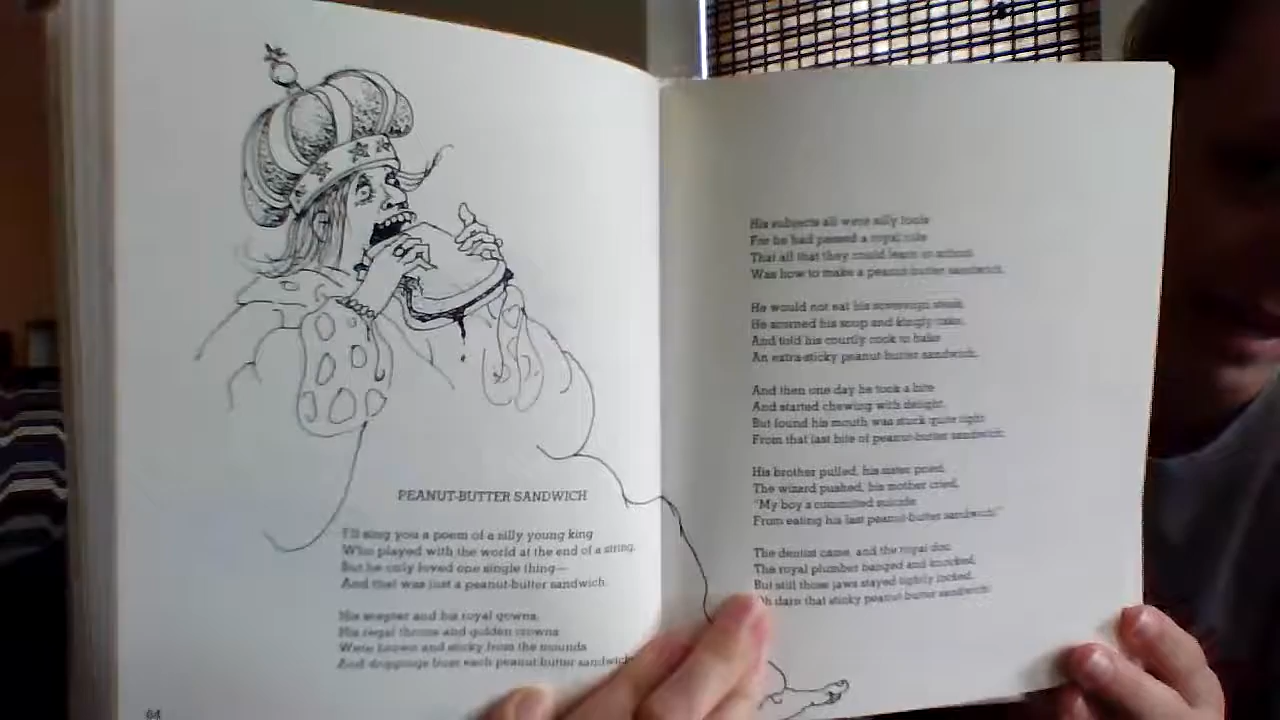 PEANUT-BUTTER SANDWICH
I'll sing you a poem of a silly young king
Who played with the world at the end of a string,
But he only loved one single thing—
And that was just a peanut-butter sandwich.
His scepter and his royal gowns,
His regal throne and golden crowns
Were brown and sticky from the mounds
And drippings from each peanut-butter sandwich.
64
His subjects all were silly fools
For he had passed a royal rule
That all that they could learn in school
Was how to make a peanut-butter sandwich.
He would not eat his sovereign steak,
He scorned his soup and kingly cake,
And told his courtly cook to bake
An extra-sticky peanut-butter sandwich.
And then one day he took a bite
And started chewing with delight,
But found his mouth was stuck quite tight
From that last bite of peanut-butter sandwich.
His brother pulled, his sister pried,
The wizard pushed, his mother cried,
"My boy's committed suicide
From eating his last peanut-butter sandwich!"
The dentist came, and the royal doc.
The royal plumber banged and knocked,
But still those jaws stayed tightly locked.
Oh darn that sticky peanut-butter sandwich!